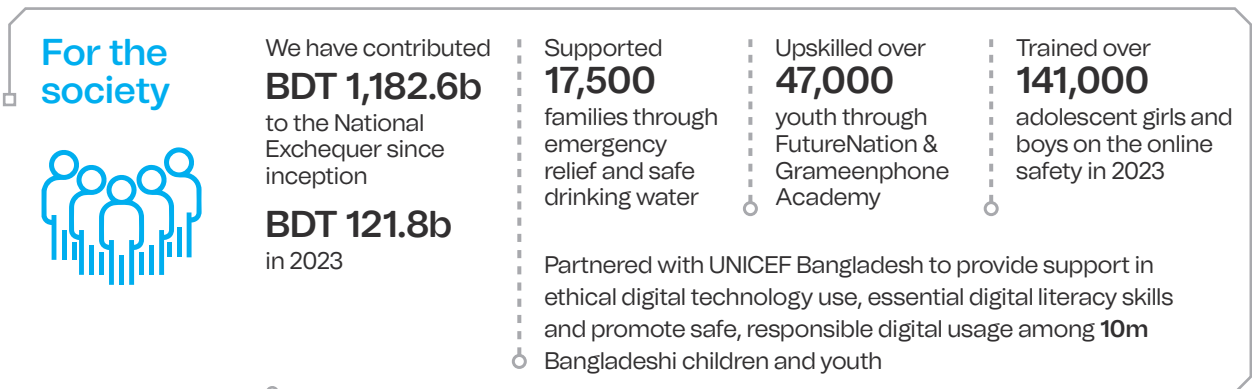 For the
society
We have contributed
BDT 1,182.6b
to the National
Exchequer since
inception
BDT 121.8b
in 2023
Supported
17,500
families through
emergency
relief and safe
drinking water
Upskilled over
47,000
youth through
FutureNation &
Grameenphone
Academy
Trained over
141,000
adolescent girls and
boys on the online
safety in 2023
Partnered with UNICEF Bangladesh to provide support in
ethical digital technology use, essential digital literacy skills
and promote safe, responsible digital usage among 10m
Bangladeshi children and youth